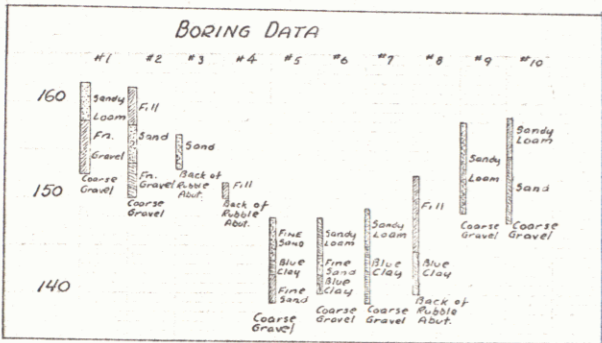 BORING DATA
#1 #2 #3 #4 #5 #6 #7 #8 #9 #10
160
150
140
Sandy
Loam
Fn.
Gravel
Coarse
Gravel
Fill
Sand
Fn.
Gravel
Coarse
Gravel
Sand
Back of
Rubble
Abut.
Fill
Back of
Rubble
Abut.
Fine
Sand
Blue
Clay
Fine
Sand
Coarse
Gravel
Sandy
Loam
Fine
Sand
Blue
Clay
Coarse
Gravel
Sandy
Loam
Blue
Clay
Coarse
Gravel
Fill
Blue
Clay
Back of
Rubble
Abut.
Sandy
Loam
Coarse
Gravel
Sandy
Loam
Sand
Coarse
Gravel